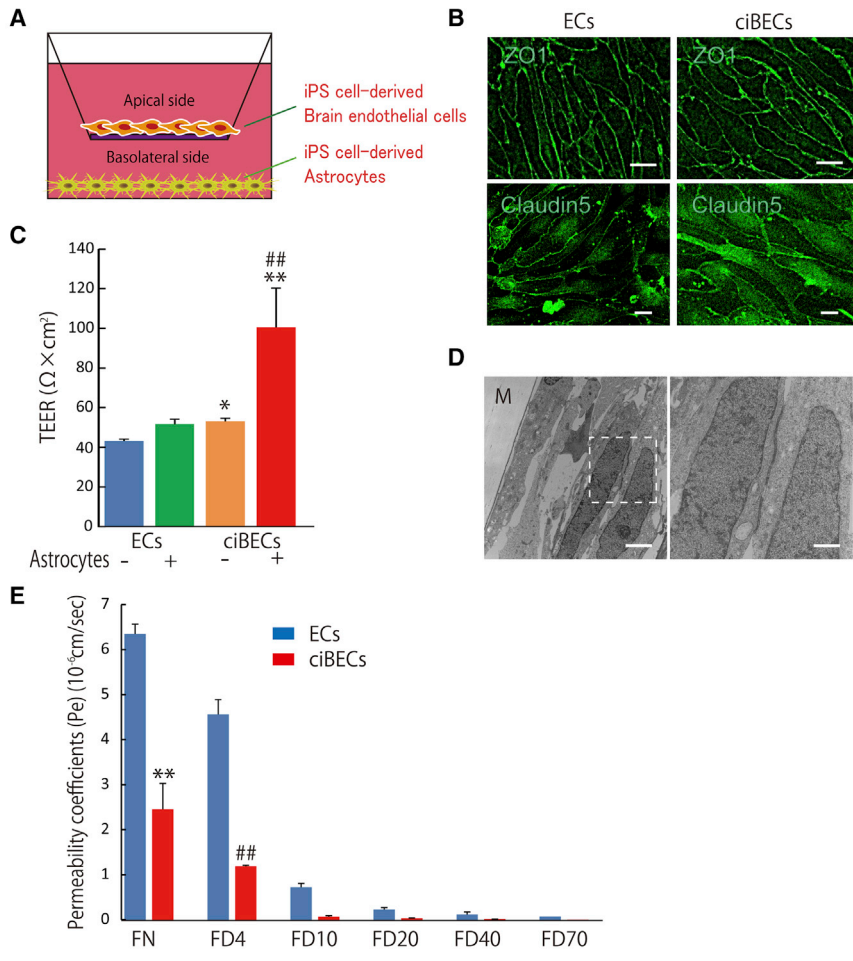 A
Apical side
Basolateral side
iPS cell-derived
Brain endothelial cells
iPS cell-derived
Astrocytes
B
ECs
ciBECs
ZO1
ZO1
Claudin5
Claudin5
C
TEER (Ω×cm²)
140
120
100
80
60
40
20
0
*
##
**
ECs
ciBECs
Astrocytes
-
+
-
+
D
M
E
Permeability coefficients (Pe) (10⁻⁶cm/sec)
7
6
5
4
3
2
1
0
ECs
ciBECs
**
##
FN
FD4
FD10
FD20
FD40
FD70